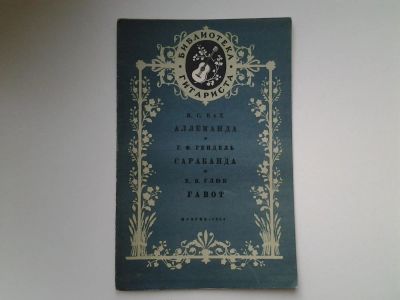 БИБЛИОТЕКА
ГИТАРИСТА
И. С. БАХ
АЛЛЕМАНДА
Г. Ф. ГЕНДЕЛЬ
САРАБАНДА
К. В. ГЛЮК
ГАВОТ